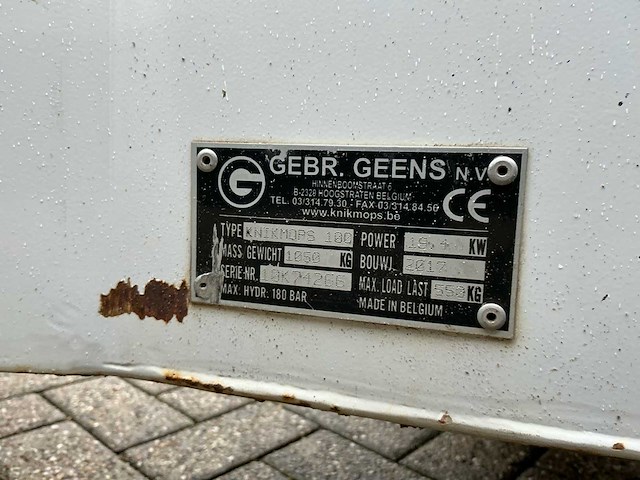 G GEBR. GEENS N.V.
HINNENBOOMSTRAAT 6
B-2328 HOOGSTRATEN BELGIUM
TEL. 03/314.79.30 - FAX 03/314.84.56
www.knikmops.be
CE
TYPE KNIKMOPS 100 POWER 19.4 KW
MASS GEWICHT 1050 KG BOUWJ. 2017
SERIE-NR. MAX. LOAD LAST 550 KG
MAX. HYDR. 180 BAR MADE IN BELGIUM